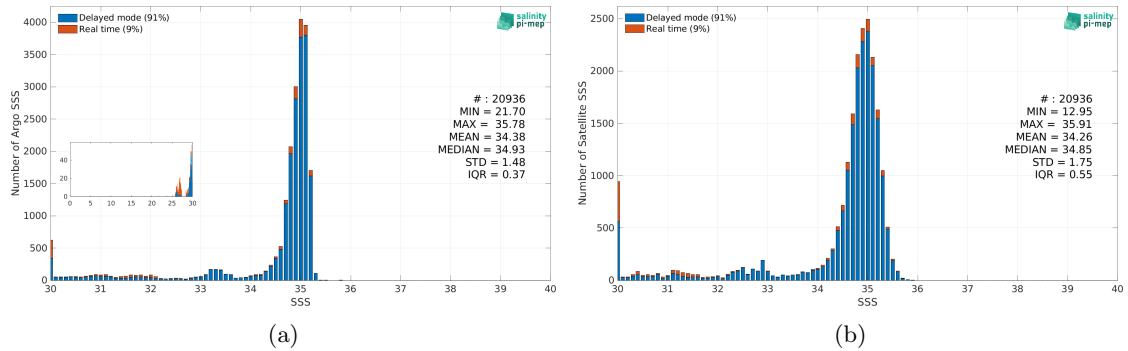 Delayed mode (91%)
Real time (9%)
salinity
pi-mep
Number of Argo SSS
4000
3500
3000
2500
2000
1500
1000
500
0
# : 20936
MIN = 21.70
MAX = 35.78
MEAN = 34.38
MEDIAN = 34.93
STD = 1.48
IQR = 0.37
40
20
0
0 5 10 15 20 25 30
30 31 32 33 34 35 36 37 38 39 40
SSS
(a)
Delayed mode (91%)
Real time (9%)
salinity
pi-mep
Number of Satellite SSS
2500
2000
1500
1000
500
0
# : 20936
MIN = 12.95
MAX = 35.91
MEAN = 34.26
MEDIAN = 34.85
STD = 1.75
IQR = 0.55
30 31 32 33 34 35 36 37 38 39 40
SSS
(b)